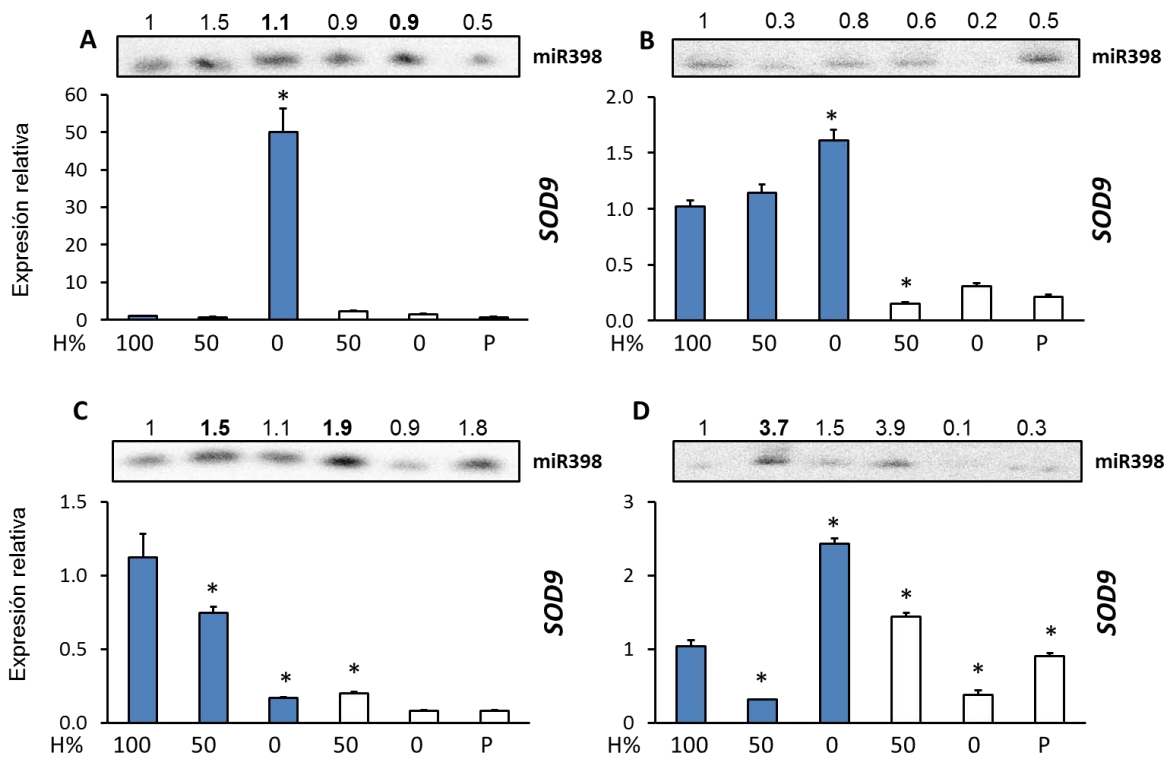 A
1 1.5 1.1 0.9 0.9 0.5
miR398
Expresión relativa
60
50
40
30
20
10
0
*
SOD9
H% 100 50 0 50 0 P
B
1 0.3 0.8 0.6 0.2 0.5
miR398
2.0
1.5
1.0
0.5
0.0
*
*
SOD9
H% 100 50 0 50 0 P
C
1 1.5 1.1 1.9 0.9 1.8
miR398
Expresión relativa
1.5
1.0
0.5
0.0
*
*
*
SOD9
H% 100 50 0 50 0 P
D
1 3.7 1.5 3.9 0.1 0.3
miR398
3
2
1
0
*
*
*
*
*
SOD9
H% 100 50 0 50 0 P